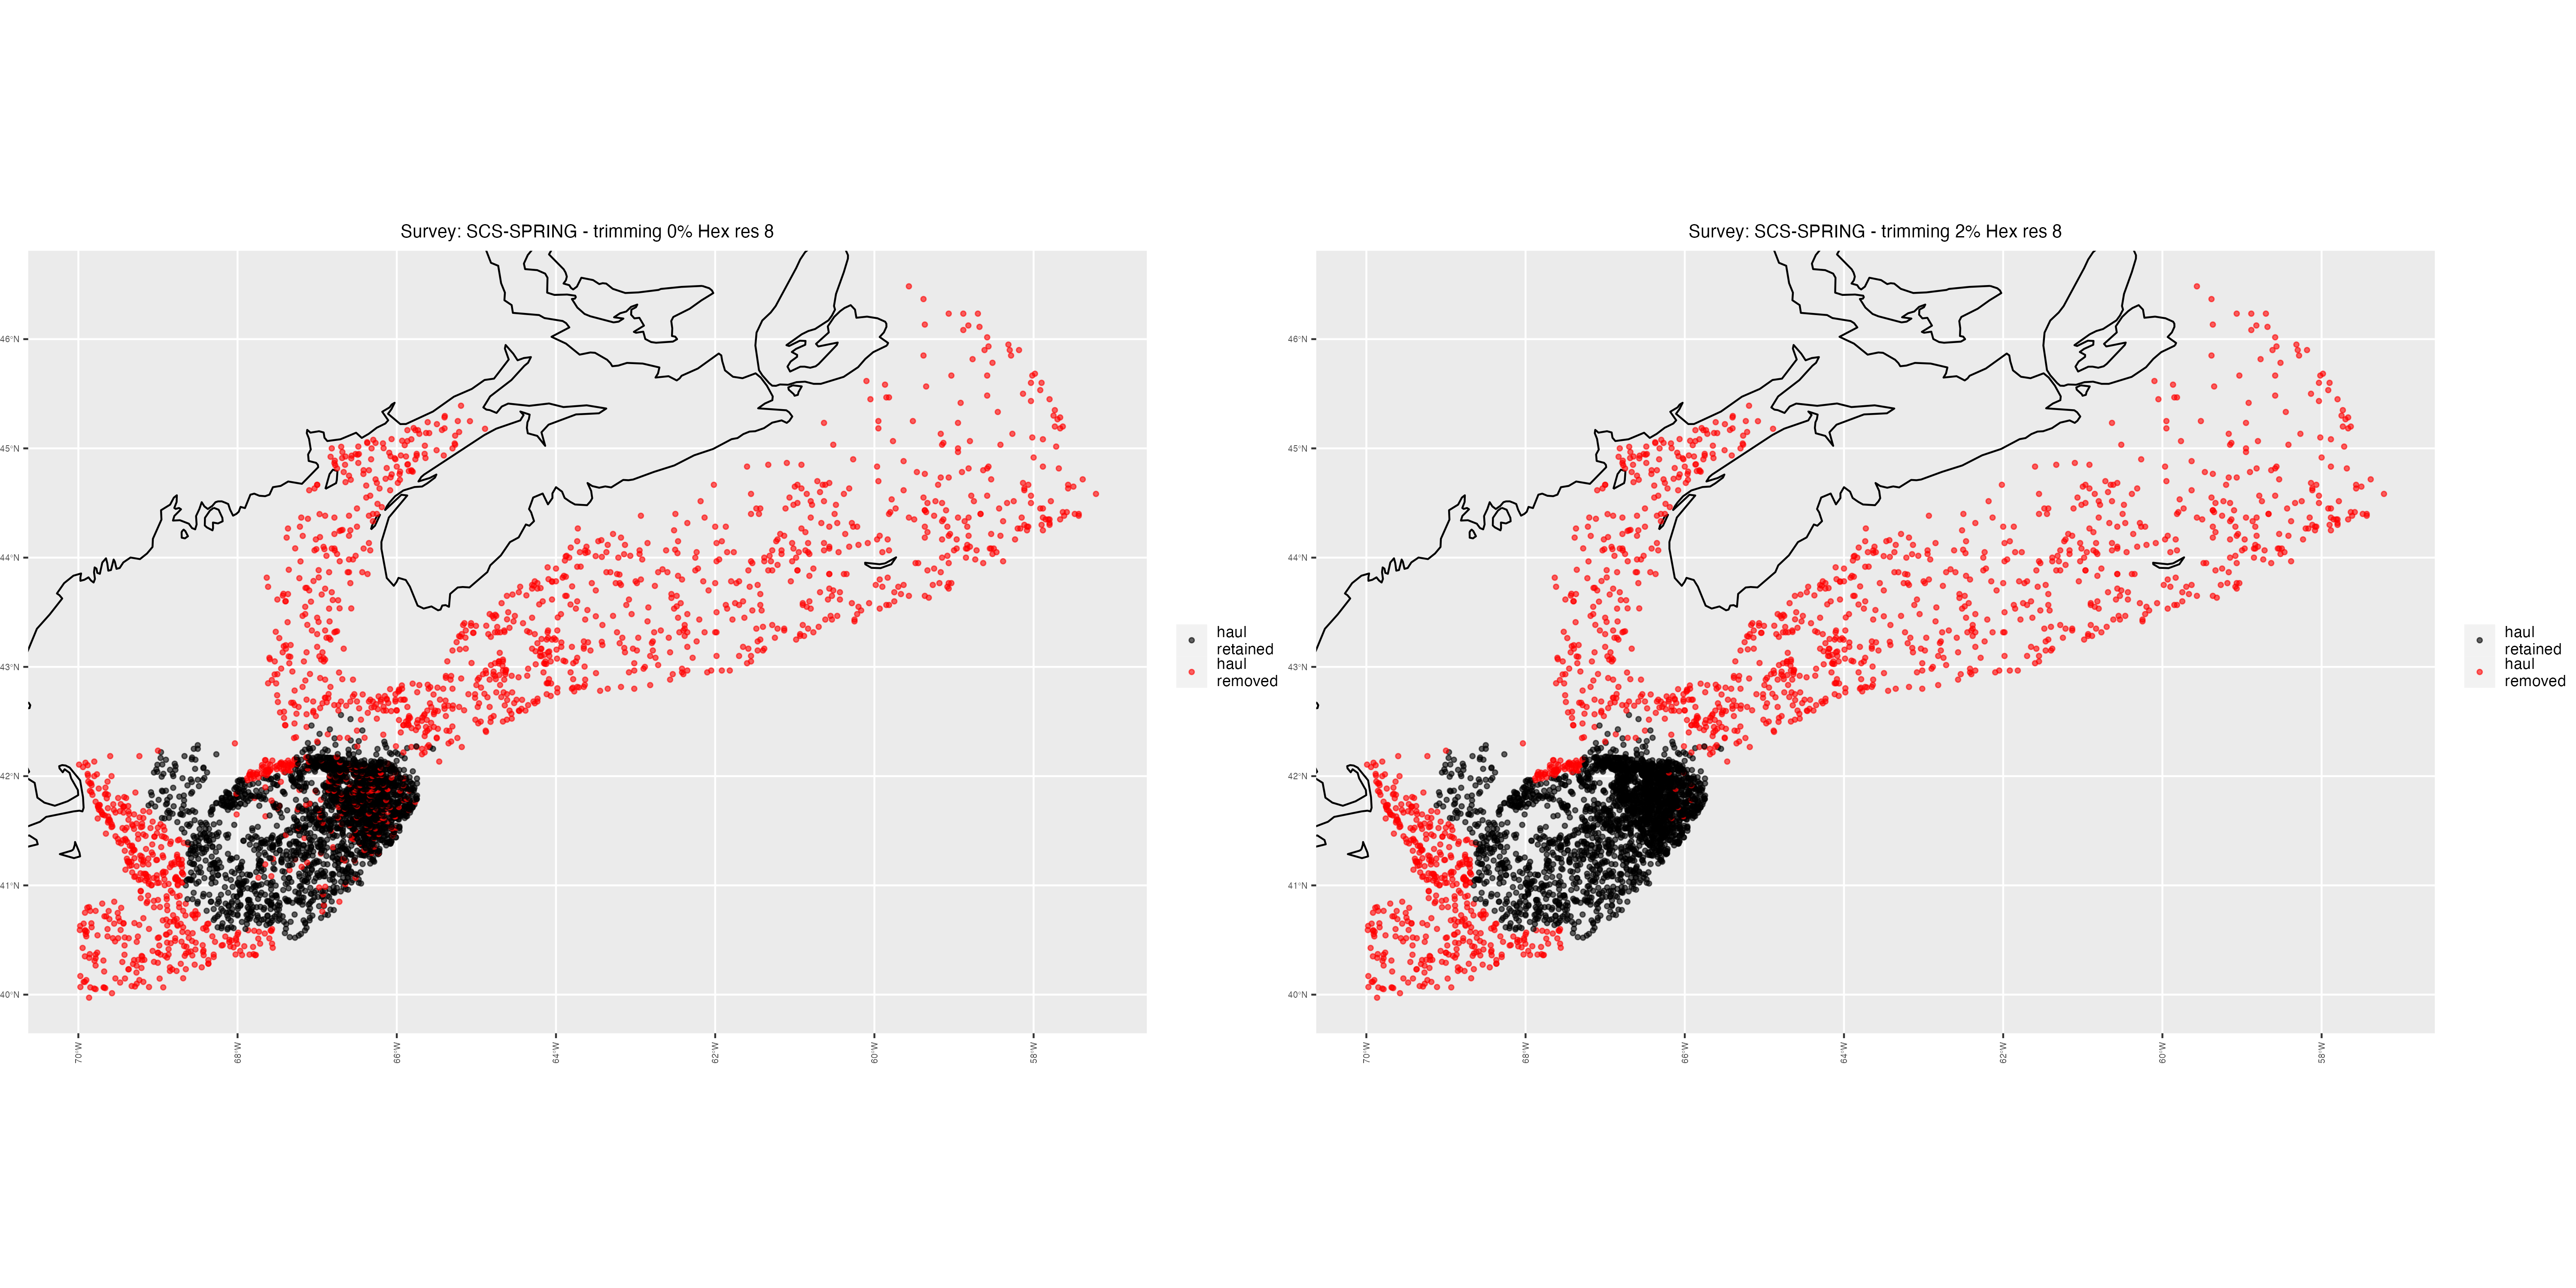 Survey: SCS-SPRING - trimming 0% Hex res 8
46°N
45°N
44°N
43°N
42°N
41°N
40°N
70°W
68°W
66°W
64°W
62°W
60°W
58°W
haul
retained
haul
removed
Survey: SCS-SPRING - trimming 2% Hex res 8
46°N
45°N
44°N
43°N
42°N
41°N
40°N
70°W
68°W
66°W
64°W
62°W
60°W
58°W
haul
retained
haul
removed